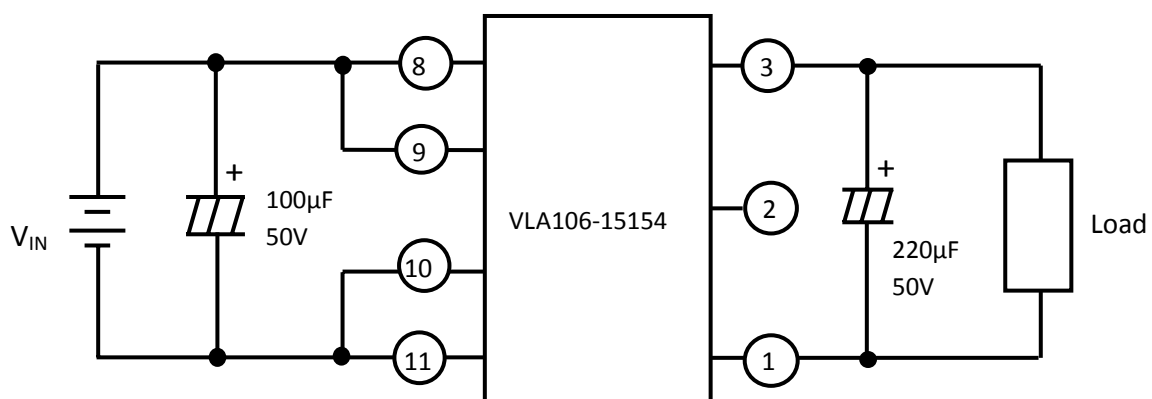 8
3
9
+
+
100µF
50V
VLA106-15154
2
V_IN
Load
10
220µF
50V
11
1